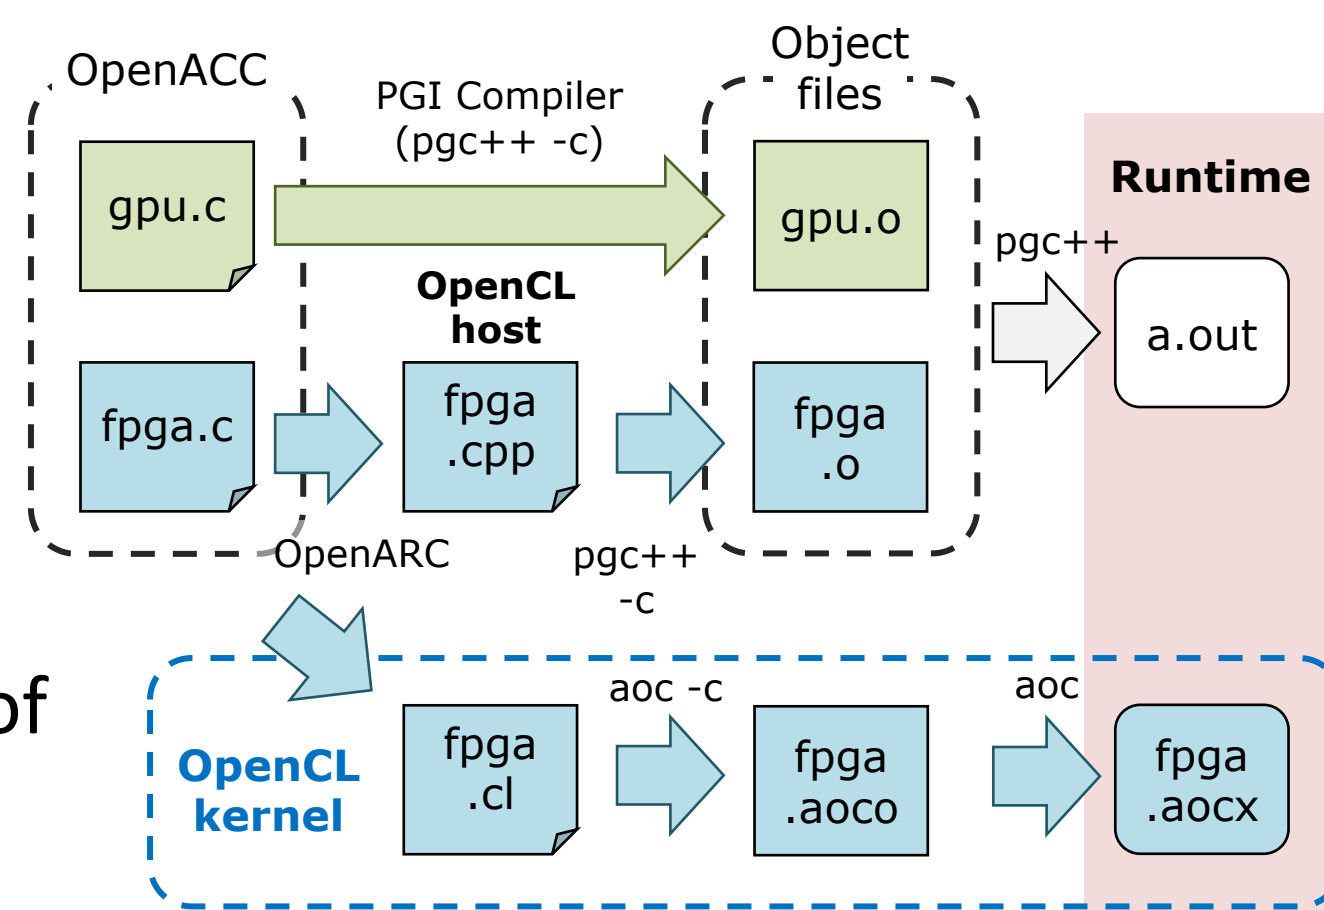 OpenACC
PGI Compiler
(pgc++ -c)
Object
files
gpu.c
gpu.o
Runtime
pgc++
a.out
OpenCL
host
fpga.c
fpga
.cpp
fpga
.o
OpenARC
pgc++
-c
of
OpenCL
kernel
fpga
.cl
aoc -c
fpga
.aoco
aoc
fpga
.aocx